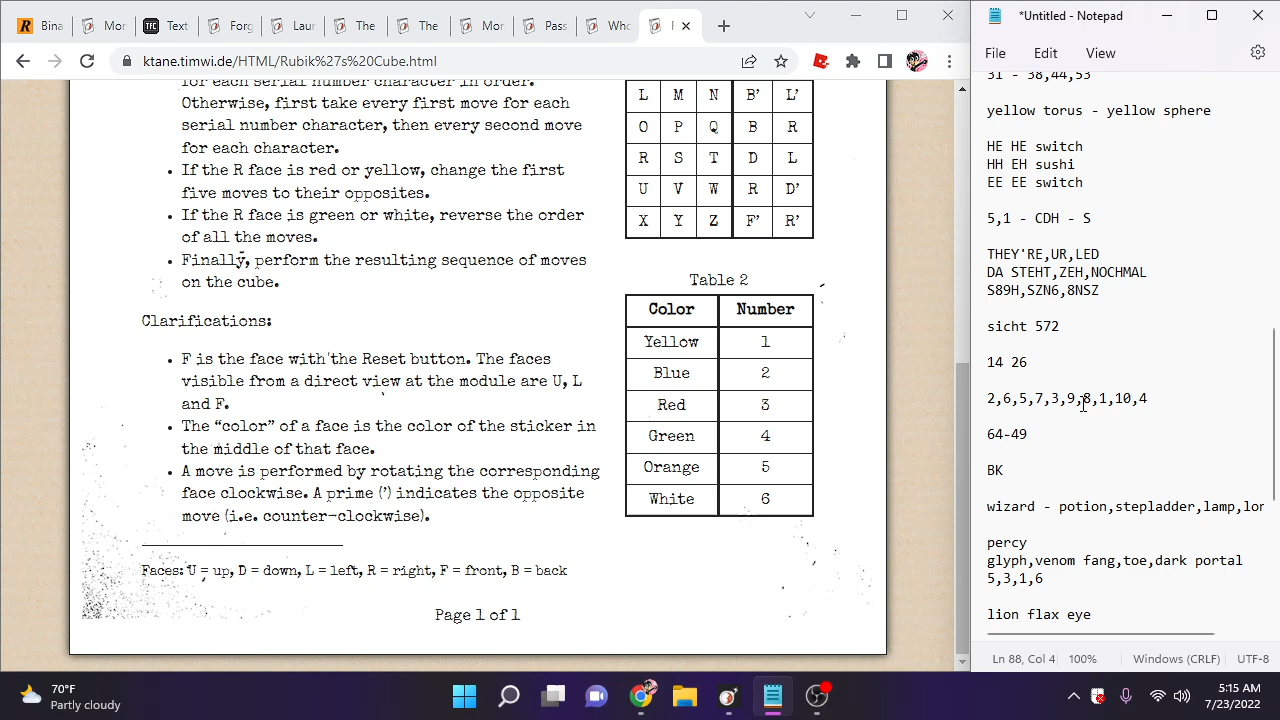 Bina
Mor
Text
Forg
The
The
Mor
Pas
Who
*Untitled - Notepad
ktane.timwi.de/HTML/Rubik%27s%20Cube.html
File Edit View
for each serial number character in order.
Otherwise, first take every first move for each
serial number character, then every second move
for each character.
If the R face is red or yellow, change the first
five moves to their opposites.
If the R face is green or white, reverse the order
of all the moves.
Finally, perform the resulting sequence of moves
on the cube.
Clarifications:
F is the face with the Reset button. The faces
visible from a direct view at the module are U, L
and F.
The “color” of a face is the color of the sticker in
the middle of that face.
A move is performed by rotating the corresponding
face clockwise. A prime (’) indicates the opposite
move (i.e. counter-clockwise).
Faces: U = up, D = down, L = left, R = right, F = front, B = back
Page 1 of 1
L M N B’ L’
O P Q B R
R S T D L
U V W R D’
X Y Z F’ R’
Table 2
Color Number
Yellow 1
Blue 2
Red 3
Green 4
Orange 5
White 6
31 - 38,44,53
yellow torus - yellow sphere
HE HE switch
HH EH sushi
EE EE switch
5,1 - CDH - S
THEY'RE,UR,LED
DA STEHT,ZEH,NOCHMAL
S89H,SZN6,8NSZ
sicht 572
14 26
2,6,5,7,3,9,8,1,10,4
64-49
BK
wizard - potion,stepladder,lamp,lor
percy
glyph,venom fang,toe,dark portal
5,3,1,6
lion flax eye
Ln 88, Col 4 100% Windows (CRLF) UTF-8
70°F
Partly cloudy
5:15 AM
7/23/2022